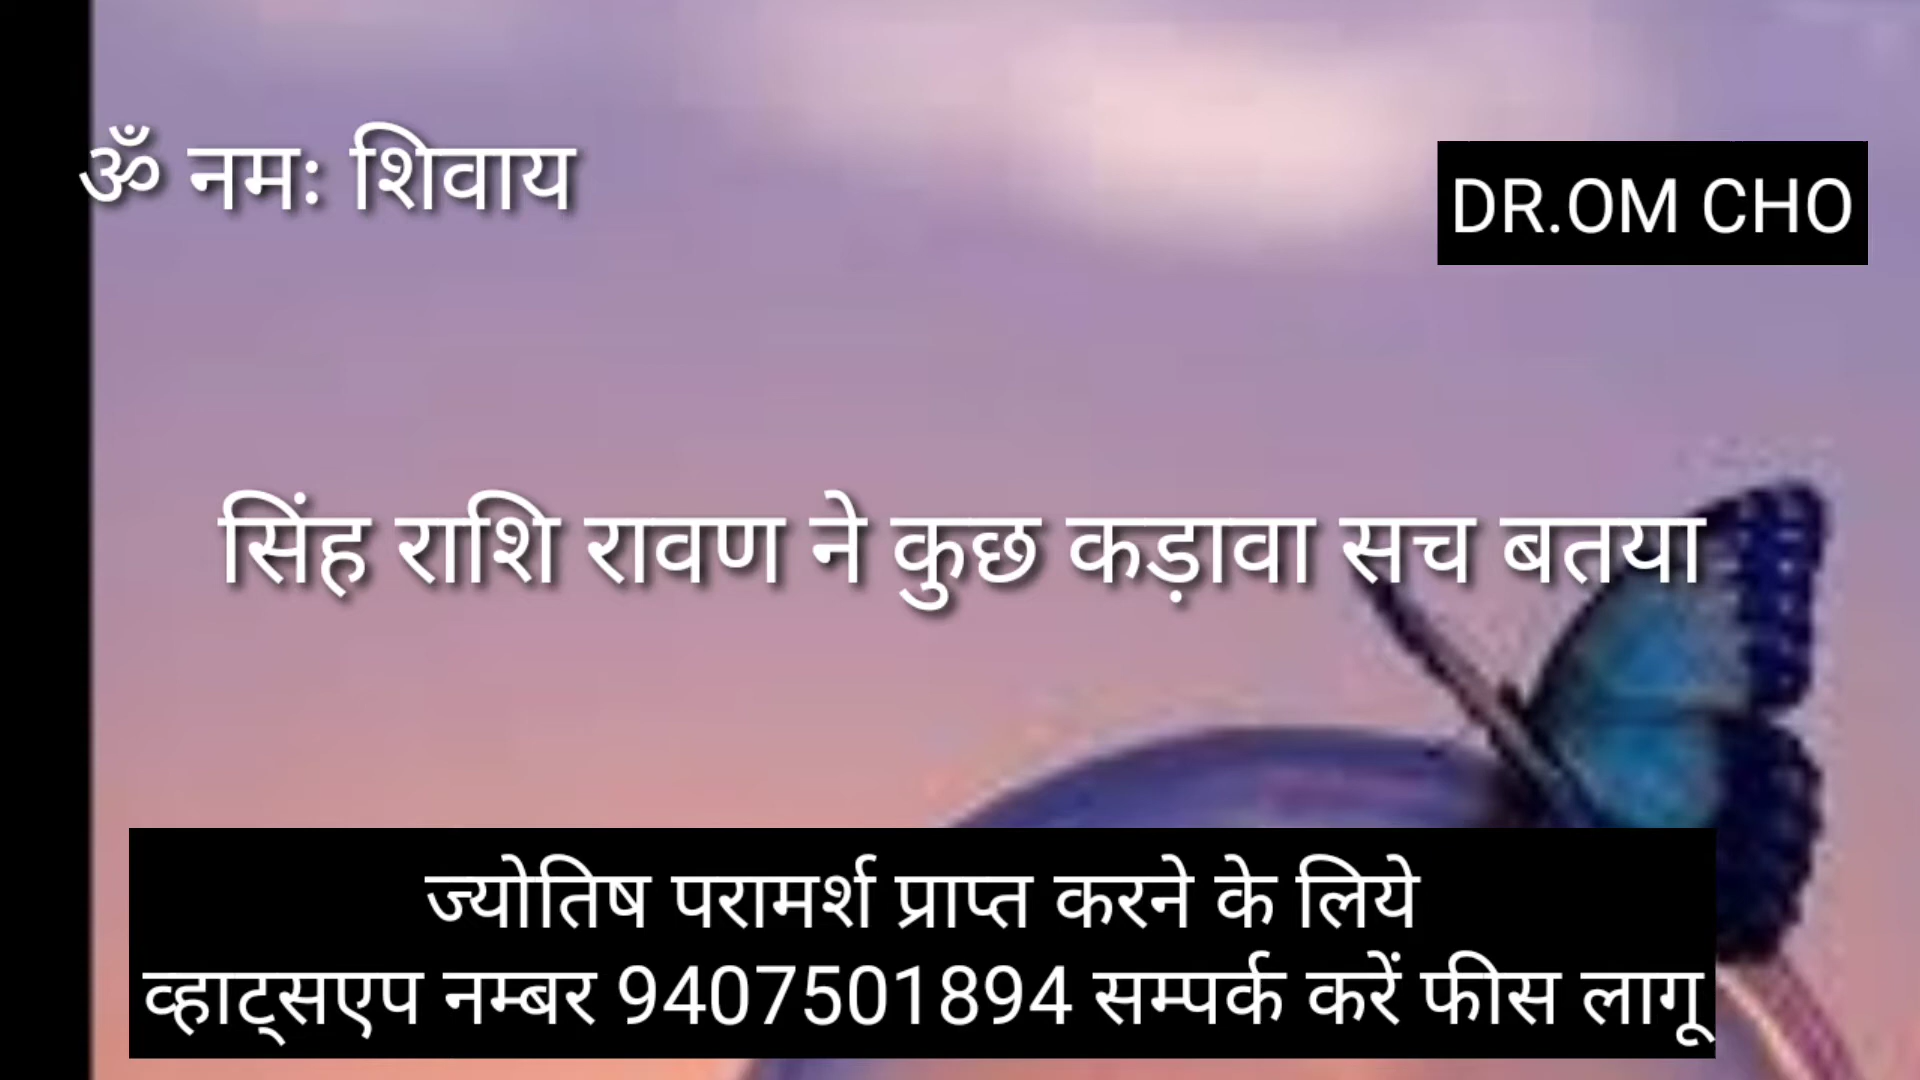 ॐ नमः शिवाय
DR.OM CHO
सिंह राशि रावण ने कुछ कड़ावा सच बतया
ज्योतिष परामर्श प्राप्त करने के लिये
व्हाट्सएप नम्बर 9407501894 सम्पर्क करें फीस लागू